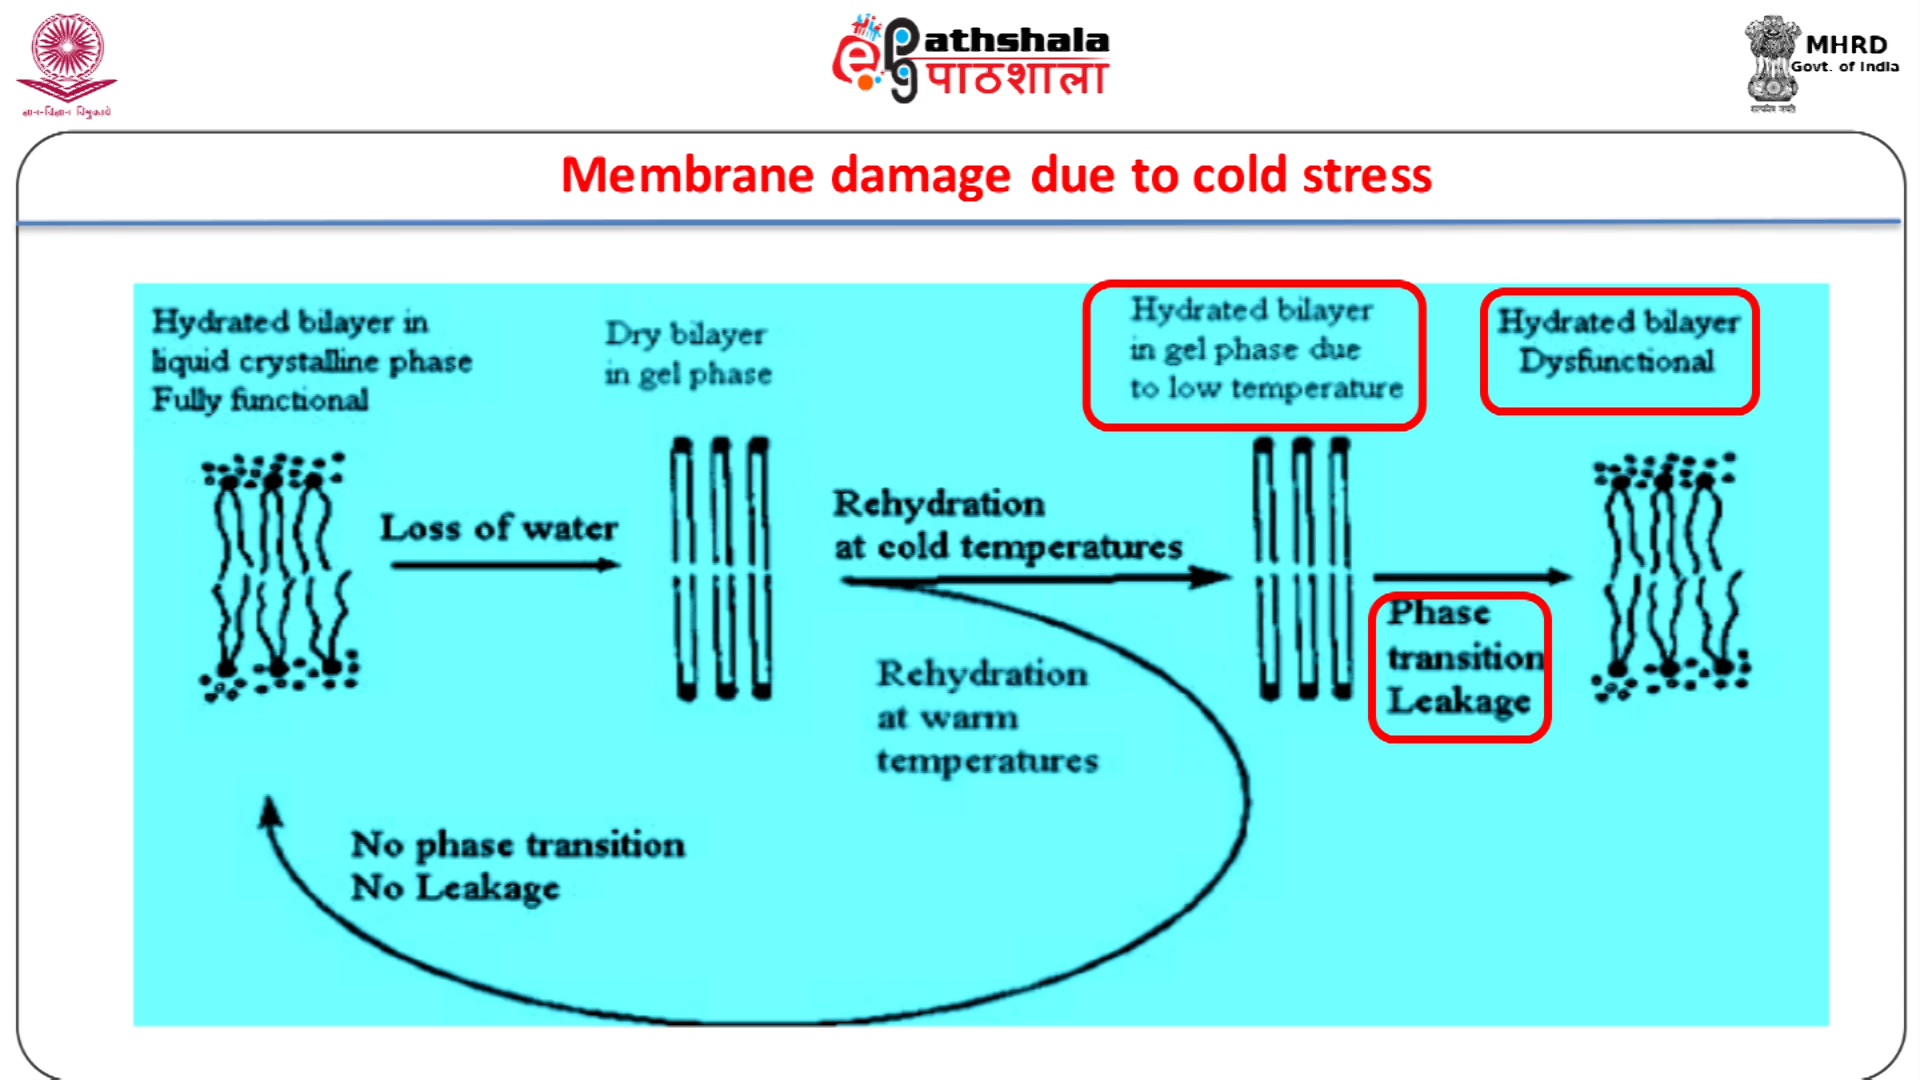 ePathshala
पाठशाला
MHRD
Govt. of India
Membrane damage due to cold stress
Hydrated bilayer in
liquid crystalline phase
Fully functional
Dry bilayer
in gel phase
Hydrated bilayer
in gel phase due
to low temperature
Hydrated bilayer
Dysfunctional
Loss of water
Rehydration
at cold temperatures
Phase
transition
Leakage
Rehydration
at warm
temperatures
No phase transition
No Leakage